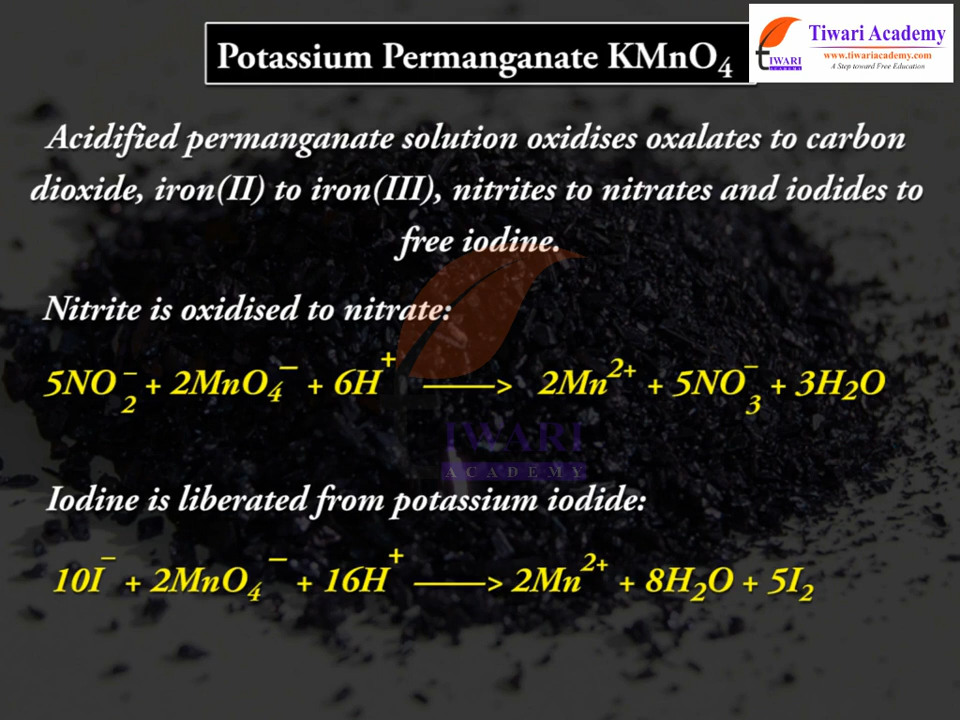 Potassium Permanganate KMnO₄
Tiwari Academy
www.tiwariacademy.com
A Step toward Free Education
TIWARI
ACADEMY
Acidified permanganate solution oxidises oxalates to carbon
dioxide, iron(II) to iron(III), nitrites to nitrates and iodides to
free iodine.
Nitrite is oxidised to nitrate:
5NO₂⁻ + 2MnO₄⁻ + 6H⁺ ——> 2Mn²⁺ + 5NO₃⁻ + 3H₂O
TIWARI
ACADEMY
Iodine is liberated from potassium iodide:
10I⁻ + 2MnO₄⁻ + 16H⁺ ——> 2Mn²⁺ + 8H₂O + 5I₂